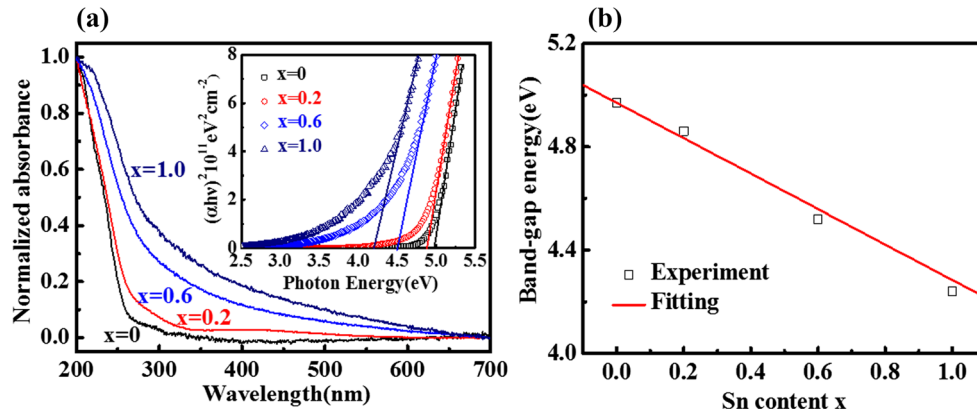 (a)
Normalized absorbance
1.0
0.8
0.6
0.4
0.2
0.0
200
300
400
500
600
700
Wavelength(nm)
x=1.0
x=0.6
x=0.2
x=0
(αhν)²10¹¹eV²cm⁻²
8
6
4
2
0
2.5 3.0 3.5 4.0 4.5 5.0 5.5
Photon Energy(eV)
x=0
x=0.2
x=0.6
x=1.0
(b)
Band-gap energy(eV)
5.2
4.8
4.4
4.0
0.0 0.2 0.4 0.6 0.8 1.0
Sn content x
Experiment
Fitting